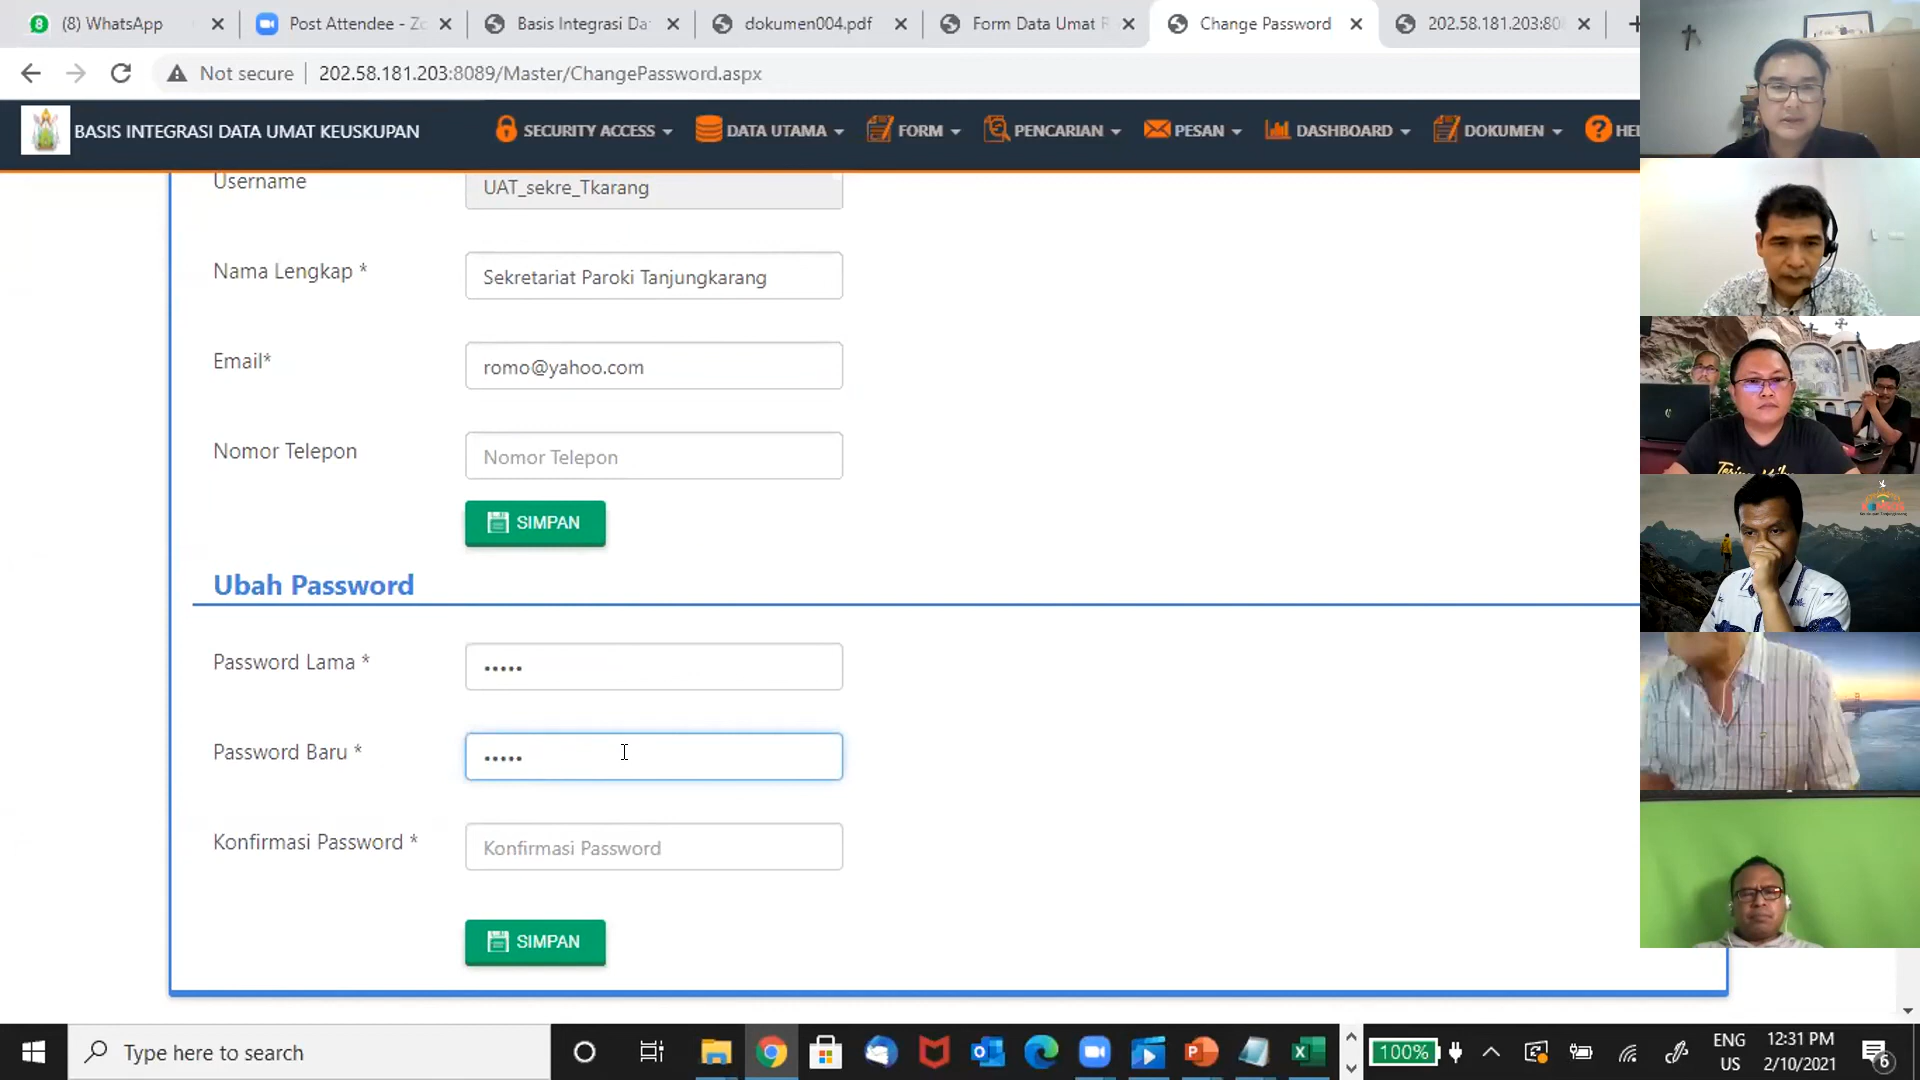 (8) WhatsApp
Post Attendee - Zo
Basis Integrasi Da
dokumen004.pdf
Form Data Umat R
Change Password
202.58.181.203:80
Not secure
202.58.181.203:8089/Master/ChangePassword.aspx
BASIS INTEGRASI DATA UMAT KEUSKUPAN
SECURITY ACCESS
DATA UTAMA
FORM
PENCARIAN
PESAN
DASHBOARD
DOKUMEN
HEL
Username
UAT_sekre_Tkarang
Nama Lengkap *
Sekretariat Paroki Tanjungkarang
Email*
romo@yahoo.com
Nomor Telepon
Nomor Telepon
SIMPAN
Ubah Password
Password Lama *
•••••
Password Baru *
•••••
Konfirmasi Password *
Konfirmasi Password
SIMPAN
Type here to search
100%
ENG
US
12:31 PM
2/10/2021
6